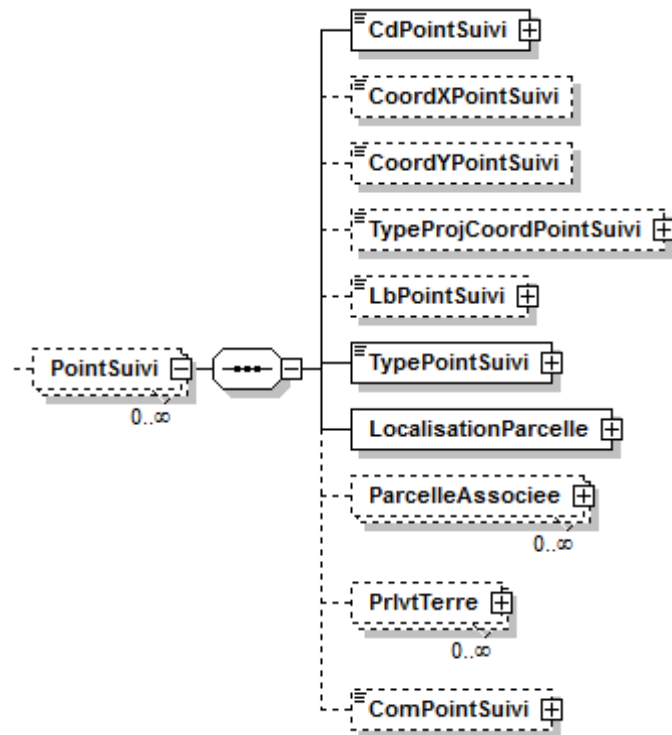 CdPointSuivi
CoordXPointSuivi
CoordYPointSuivi
TypeProjCoordPointSuivi
LbPointSuivi
PointSuivi
0..∞
TypePointSuivi
LocalisationParcelle
ParcelleAssociee
0..∞
PrlvtTerre
0..∞
ComPointSuivi